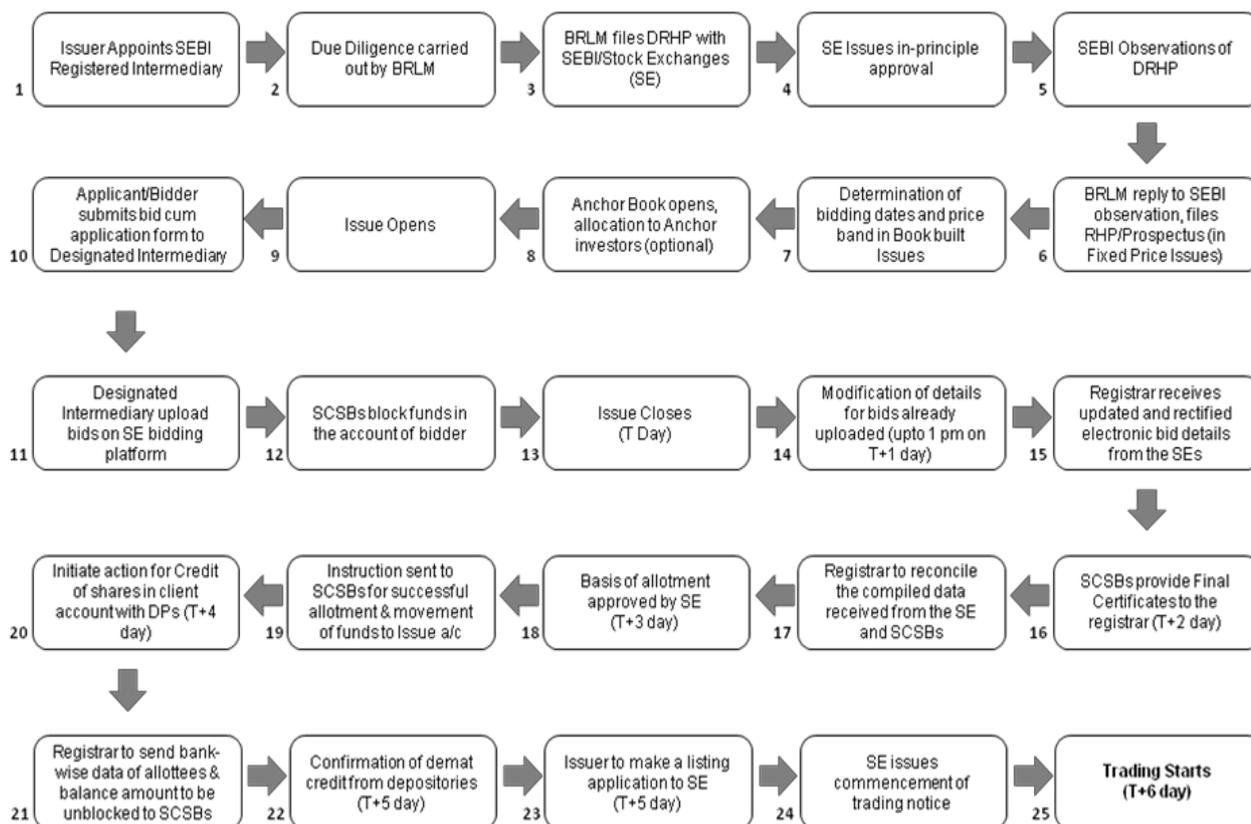 Issuer Appoints SEBI
Registered Intermediary
1
Due Diligence carried
out by BRLM
2
BRLM files DRHP with
SEBI/Stock Exchanges
(SE)
3
SE Issues in-principle
approval
4
SEBI Observations of
DRHP
5
BRLM reply to SEBI
observation, files
RHP/Prospectus (in
Fixed Price Issues)
6
Determination of
bidding dates and price
band in Book built
Issues
7
Anchor Book opens,
allocation to Anchor
investors (optional)
8
Issue Opens
9
Applicant/Bidder
submits bid cum
application form to
Designated Intermediary
10
Designated
Intermediary upload
bids on SE bidding
platform
11
SCSBs block funds in
the account of bidder
12
Issue Closes
(T Day)
13
Modification of details
for bids already
uploaded (upto 1 pm on
T+1 day)
14
Registrar receives
updated and rectified
electronic bid details
from the SEs
15
SCSBs provide Final
Certificates to the
registrar (T+2 day)
16
Registrar to reconcile
the compiled data
received from the SE
and SCSBs
17
Basis of allotment
approved by SE
(T+3 day)
18
Instruction sent to
SCSBs for successful
allotment & movement
of funds to Issue a/c
19
Initiate action for Credit
of shares in client
account with DPs (T+4
day)
20
Registrar to send bank-
wise data of allottees &
balance amount to be
unblocked to SCSBs
21
Confirmation of demat
credit from depositories
(T+5 day)
22
Issuer to make a listing
application to SE
(T+5 day)
23
SE issues
commencement of
trading notice
24
Trading Starts
(T+6 day)
25